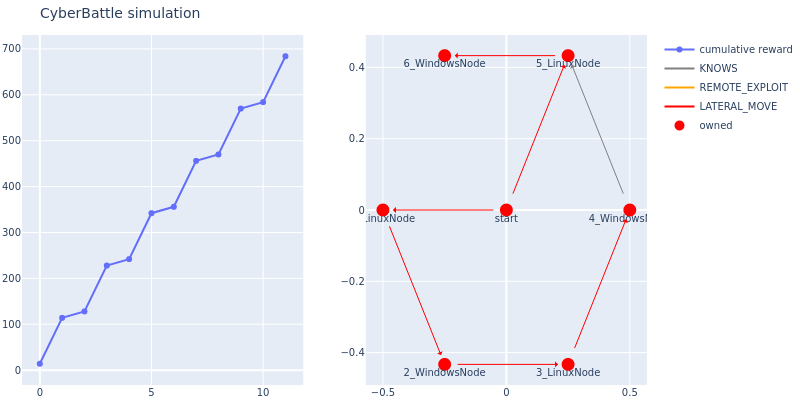 CyberBattle simulation
700
600
500
400
300
200
100
0
0
5
10
0.4
0.2
0
−0.2
−0.4
−0.5
0
0.5
6_WindowsNode
5_LinuxNode
LinuxNode
start
4_Windows
2_WindowsNode
3_LinuxNode
cumulative reward
KNOWS
REMOTE_EXPLOIT
LATERAL_MOVE
owned